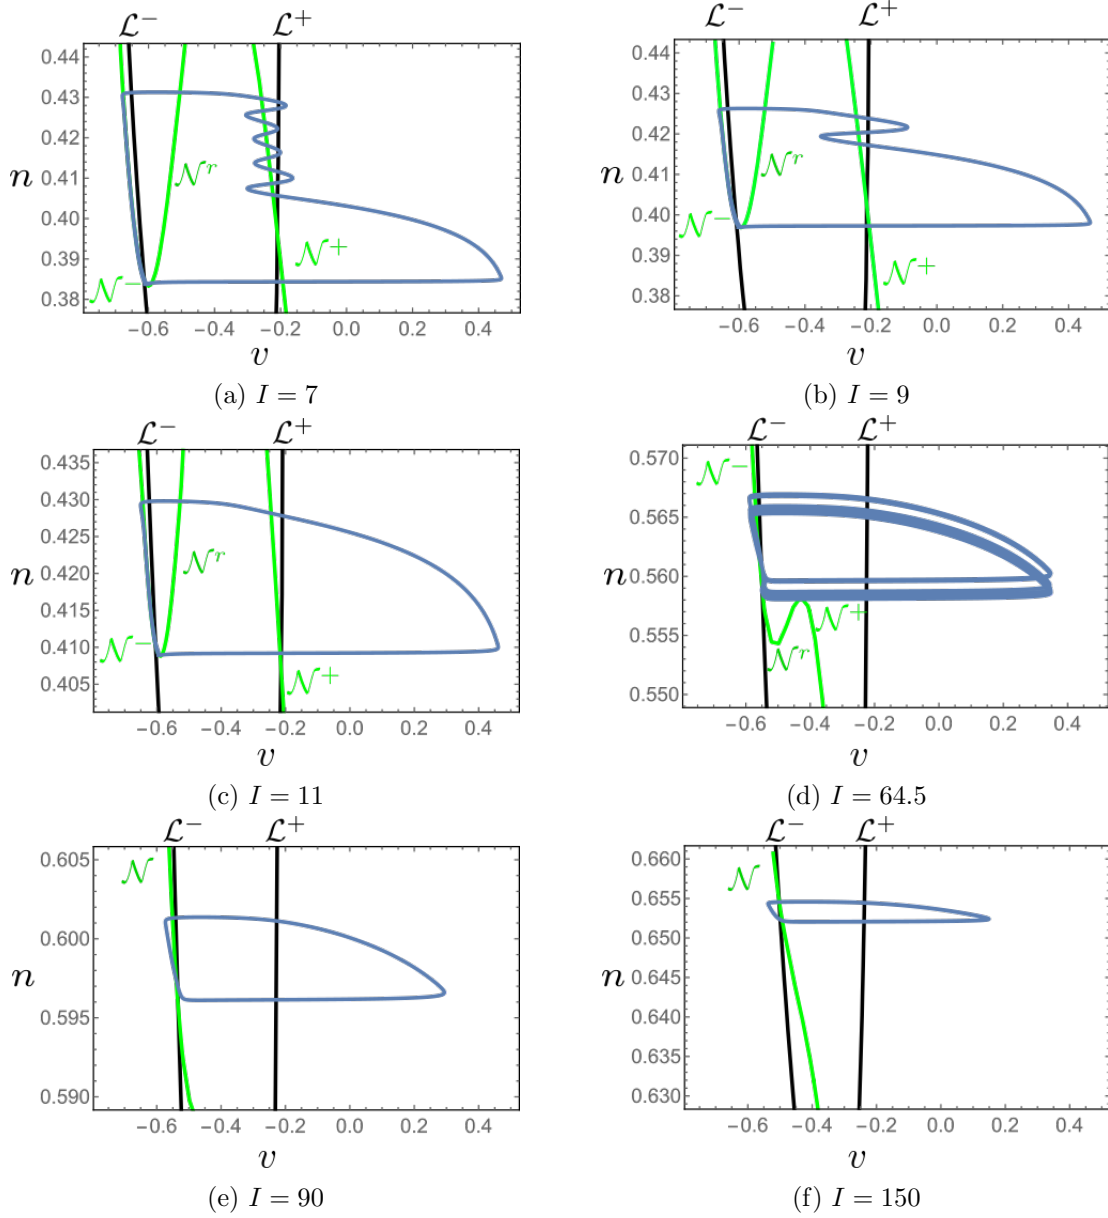 ℒ⁻ ℒ⁺
0.44
0.43
0.42
0.41
0.40
0.39
0.38
n
𝒩ʳ
𝒩⁺
𝒩⁻
−0.6 −0.4 −0.2 0.0 0.2 0.4
v
(a) I = 7
ℒ⁻ ℒ⁺
0.44
0.43
0.42
0.41
0.40
0.39
0.38
n
𝒩ʳ
𝒩⁻
𝒩⁺
−0.6 −0.4 −0.2 0.0 0.2 0.4
v
(b) I = 9
ℒ⁻ ℒ⁺
0.435
0.430
0.425
0.420
0.415
0.410
0.405
n
𝒩ʳ
𝒩⁻
𝒩⁺
−0.6 −0.4 −0.2 0.0 0.2 0.4
v
(c) I = 11
ℒ⁻ ℒ⁺
0.570
0.565
0.560
0.555
0.550
n
𝒩⁻
𝒩⁺
𝒩ʳ
−0.6 −0.4 −0.2 0.0 0.2 0.4
v
(d) I = 64.5
ℒ⁻ ℒ⁺
0.605
0.600
0.595
0.590
n
𝒩
−0.6 −0.4 −0.2 0.0 0.2 0.4
v
(e) I = 90
ℒ⁻ ℒ⁺
0.660
0.655
0.650
0.645
0.640
0.635
0.630
n
𝒩
−0.6 −0.4 −0.2 0.0 0.2 0.4
v
(f) I = 150